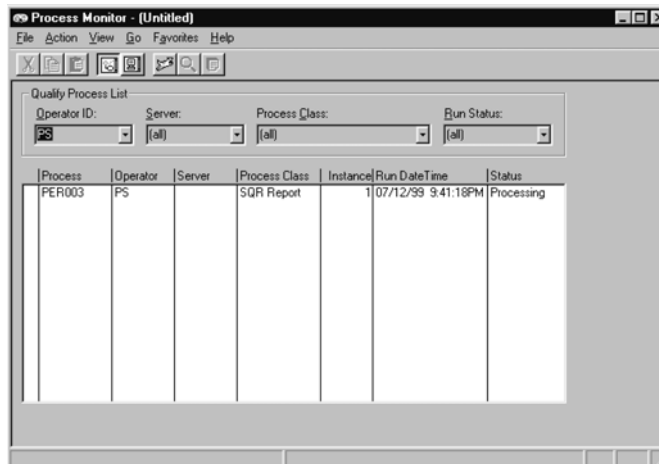 Process Monitor - (Untitled)
File Action View Go Favorites Help
Qualify Process List
Operator ID: Server: Process Class: Run Status:
PS (all) (all) (all)
Process Operator Server Process Class Instance Run DateTime Status
PER003 PS SQR Report 1 07/12/99 9:41:18PM Processing